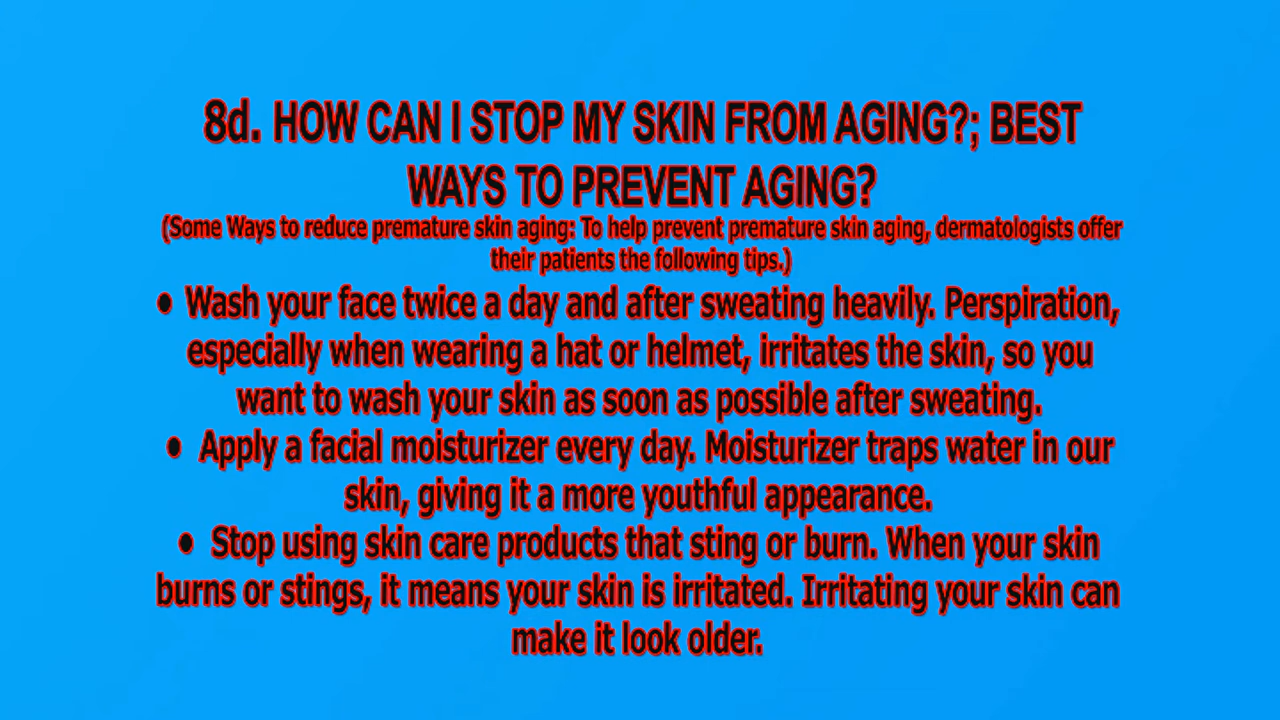 8d. HOW CAN I STOP MY SKIN FROM AGING?; BEST
WAYS TO PREVENT AGING?
(Some Ways to reduce premature skin aging: To help prevent premature skin aging, dermatologists offer
their patients the following tips.)
• Wash your face twice a day and after sweating heavily. Perspiration,
especially when wearing a hat or helmet, irritates the skin, so you
want to wash your skin as soon as possible after sweating.
• Apply a facial moisturizer every day. Moisturizer traps water in our
skin, giving it a more youthful appearance.
• Stop using skin care products that sting or burn. When your skin
burns or stings, it means your skin is irritated. Irritating your skin can
make it look older.